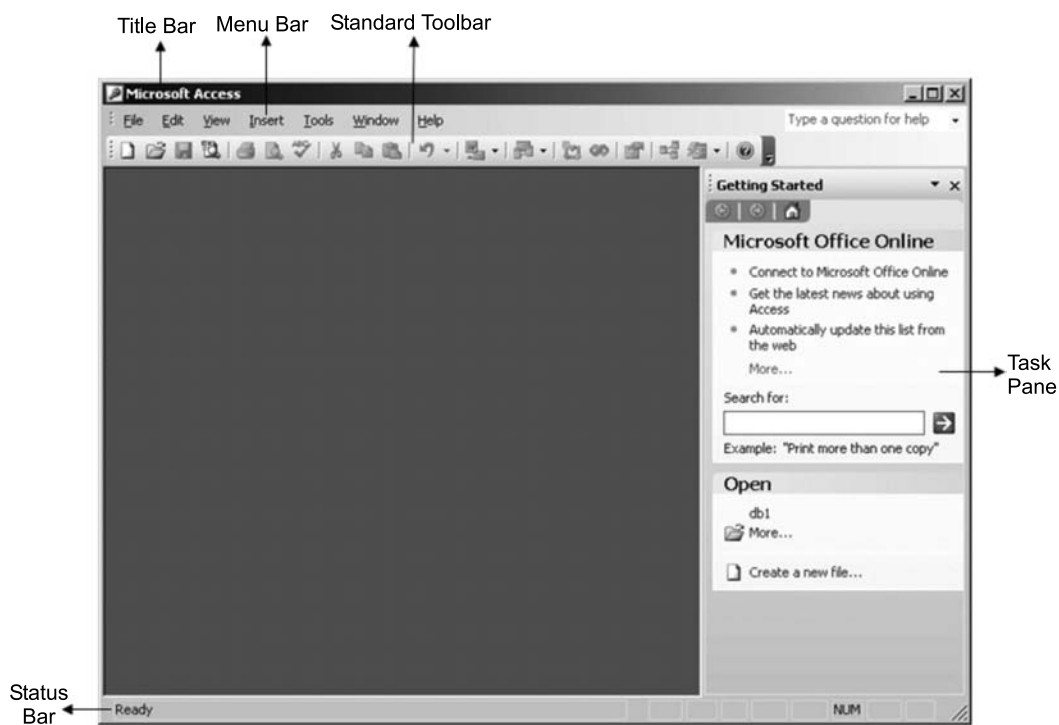 Title Bar Menu Bar Standard Toolbar
Microsoft Access
File Edit View Insert Tools Window Help Type a question for help
Getting Started
Microsoft Office Online
Connect to Microsoft Office Online
Get the latest news about using
Access
Automatically update this list from
the web
More...
Task
Pane
Search for:
Example: "Print more than one copy"
Open
db1
More...
Create a new file...
Status
Bar
Ready NUM